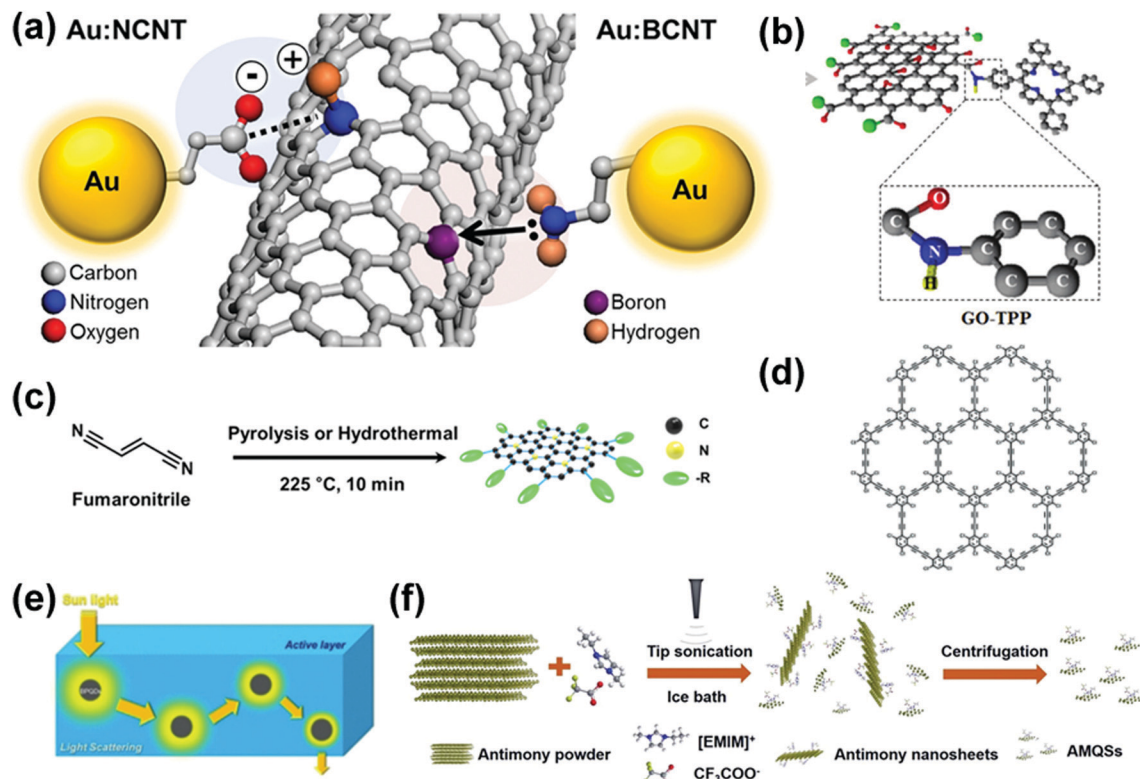 (a) Au:NCNT
Au:BCNT
- +
Au
Au
Carbon
Nitrogen
Oxygen
Boron
Hydrogen
(b)
O
C
N
H
C
C
C
C
C
C
GO-TPP
(c)
N
N
Fumaronitrile
Pyrolysis or Hydrothermal
225 °C, 10 min
C
N
-R
(d)
(e)
Sun light
Active layer
BPQDs
Light Scattering
(f)
Tip sonication
Ice bath
Centrifugation
Antimony powder
[EMIM]⁺
CF₃COO⁻
Antimony nanosheets
AMQSs